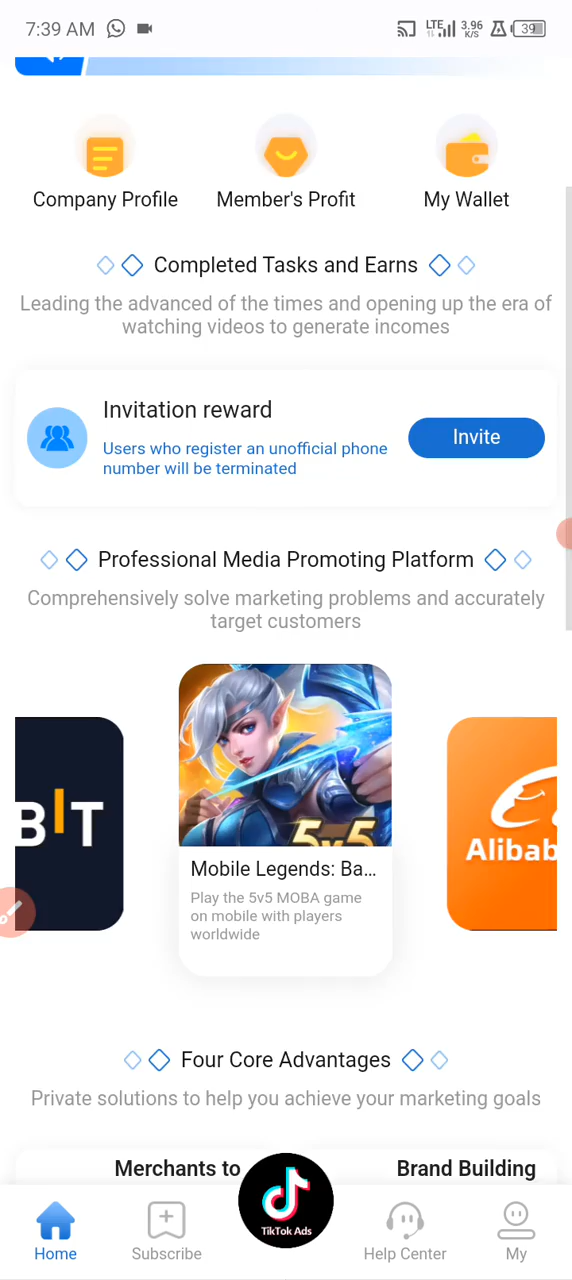 7:39 AM
LTE 3.96 K/S 39
Company Profile Member's Profit My Wallet
Completed Tasks and Earns
Leading the advanced of the times and opening up the era of
watching videos to generate incomes
Invitation reward
Users who register an unofficial phone
number will be terminated
Invite
Professional Media Promoting Platform
Comprehensively solve marketing problems and accurately
target customers
BIT
5v5
Alibab
Mobile Legends: Ba...
Play the 5v5 MOBA game
on mobile with players
worldwide
Four Core Advantages
Private solutions to help you achieve your marketing goals
Merchants to Brand Building
TikTok Ads
Home Subscribe Help Center My